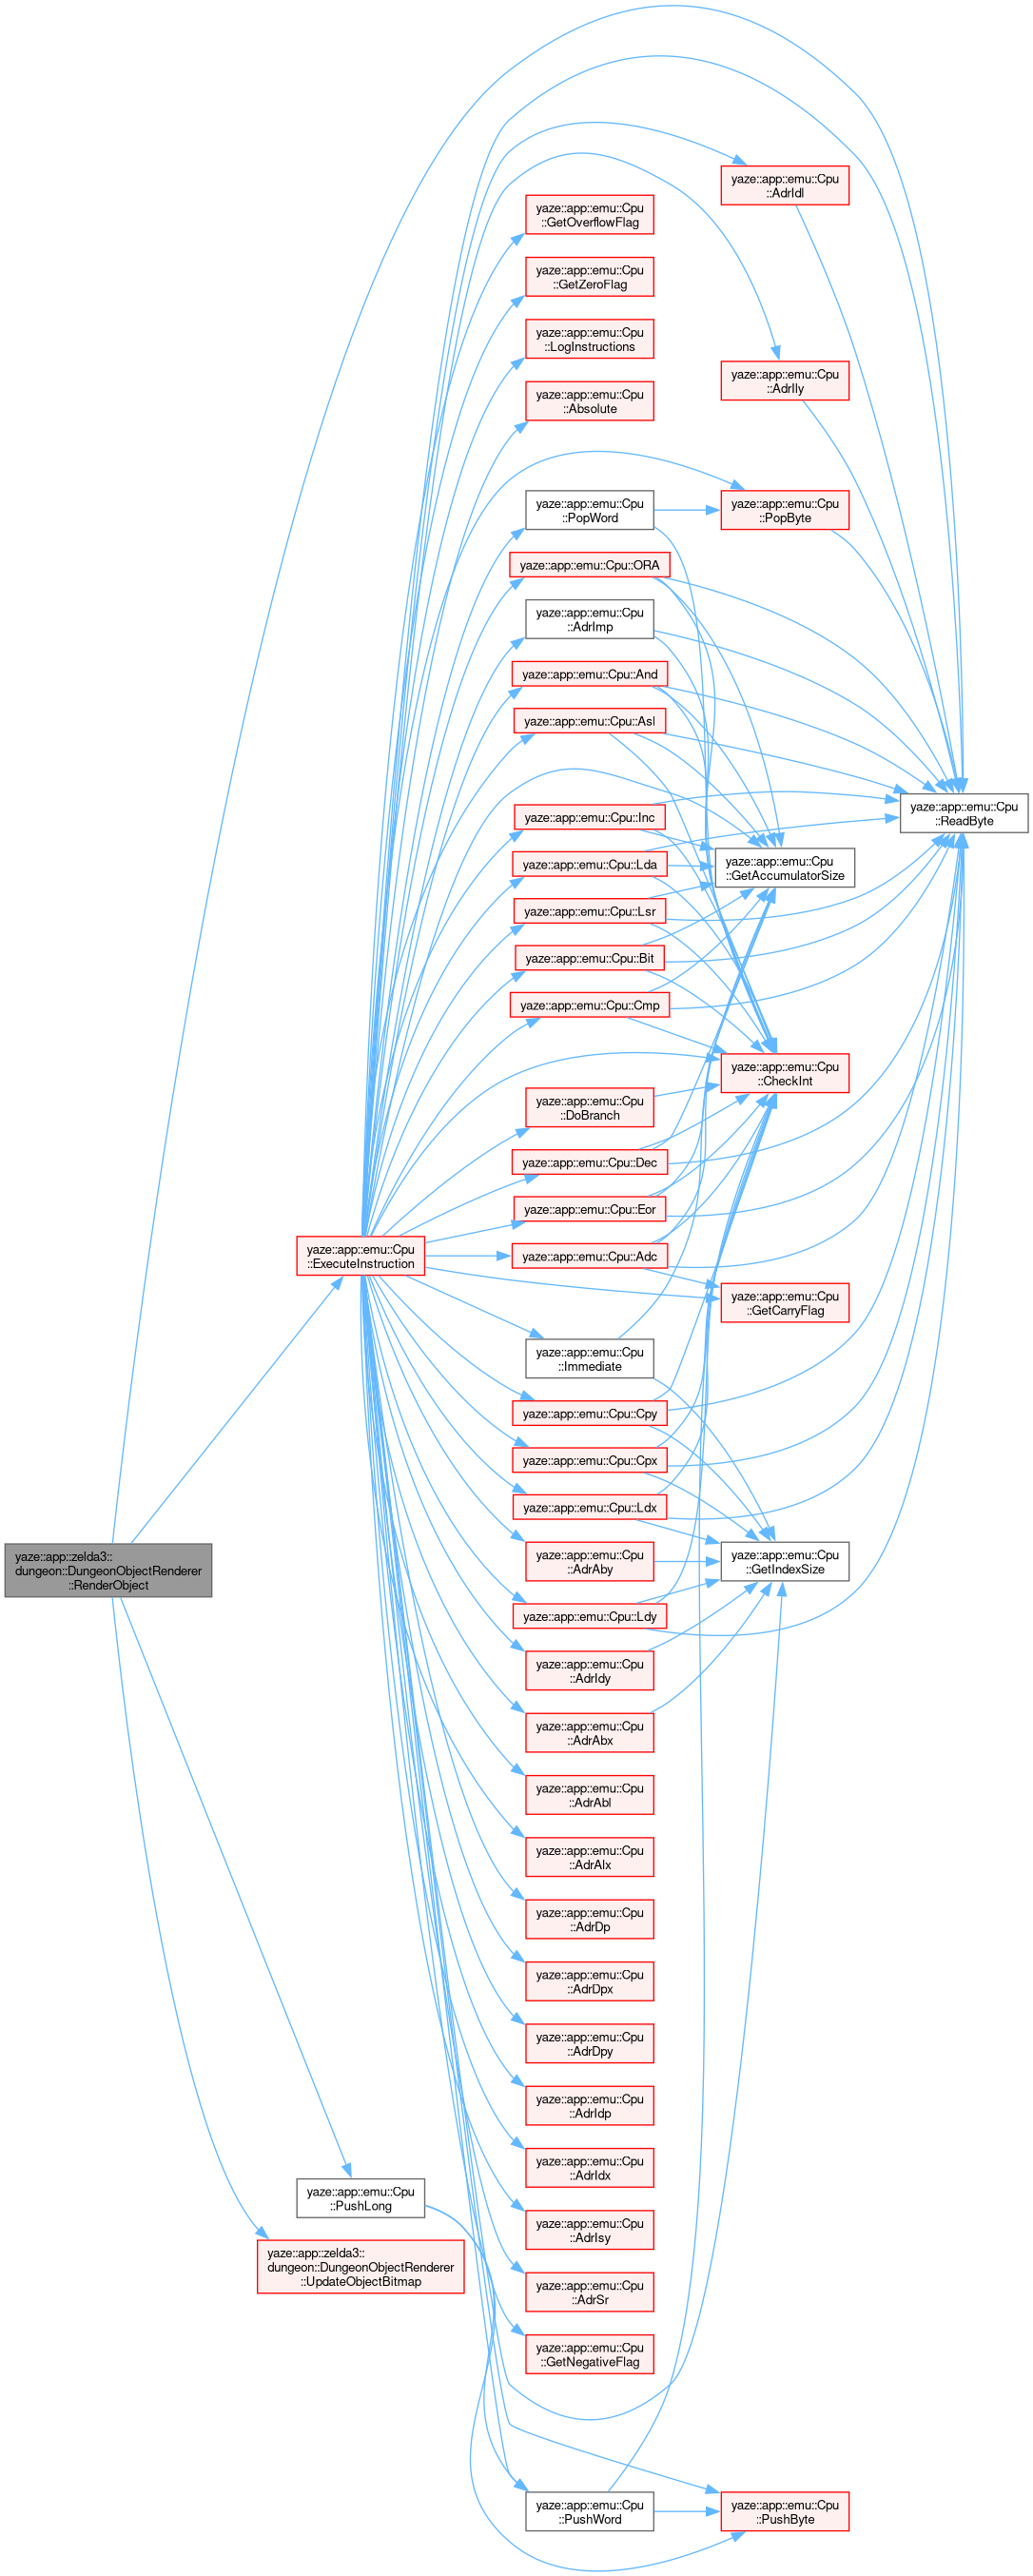 yaze::app::emu::Cpu
::AdrIdl
yaze::app::emu::Cpu
::GetOverflowFlag
yaze::app::emu::Cpu
::GetZeroFlag
yaze::app::emu::Cpu
::LogInstructions
yaze::app::emu::Cpu
::AdrIly
yaze::app::emu::Cpu
::Absolute
yaze::app::emu::Cpu
::PopWord
yaze::app::emu::Cpu
::PopByte
yaze::app::emu::Cpu::ORA
yaze::app::emu::Cpu
::AdrImp
yaze::app::emu::Cpu::And
yaze::app::emu::Cpu::Asl
yaze::app::emu::Cpu
::ReadByte
yaze::app::emu::Cpu::Inc
yaze::app::emu::Cpu::Lda
yaze::app::emu::Cpu
::GetAccumulatorSize
yaze::app::emu::Cpu::Lsr
yaze::app::emu::Cpu::Bit
yaze::app::emu::Cpu::Cmp
yaze::app::emu::Cpu
::CheckInt
yaze::app::emu::Cpu
::DoBranch
yaze::app::emu::Cpu::Dec
yaze::app::emu::Cpu::Eor
yaze::app::emu::Cpu
::ExecuteInstruction
yaze::app::emu::Cpu::Adc
yaze::app::emu::Cpu
::GetCarryFlag
yaze::app::emu::Cpu
::Immediate
yaze::app::emu::Cpu::Cpy
yaze::app::emu::Cpu::Cpx
yaze::app::emu::Cpu::Ldx
yaze::app::zelda3::
dungeon::DungeonObjectRenderer
::RenderObject
yaze::app::emu::Cpu
::AdrAby
yaze::app::emu::Cpu
::GetIndexSize
yaze::app::emu::Cpu::Ldy
yaze::app::emu::Cpu
::AdrIdy
yaze::app::emu::Cpu
::AdrAbx
yaze::app::emu::Cpu
::AdrAbl
yaze::app::emu::Cpu
::AdrAlx
yaze::app::emu::Cpu
::AdrDp
yaze::app::emu::Cpu
::AdrDpx
yaze::app::emu::Cpu
::AdrDpy
yaze::app::emu::Cpu
::AdrIdp
yaze::app::emu::Cpu
::AdrIdx
yaze::app::emu::Cpu
::PushLong
yaze::app::emu::Cpu
::AdrIsy
yaze::app::zelda3::
dungeon::DungeonObjectRenderer
::UpdateObjectBitmap
yaze::app::emu::Cpu
::AdrSr
yaze::app::emu::Cpu
::GetNegativeFlag
yaze::app::emu::Cpu
::PushWord
yaze::app::emu::Cpu
::PushByte